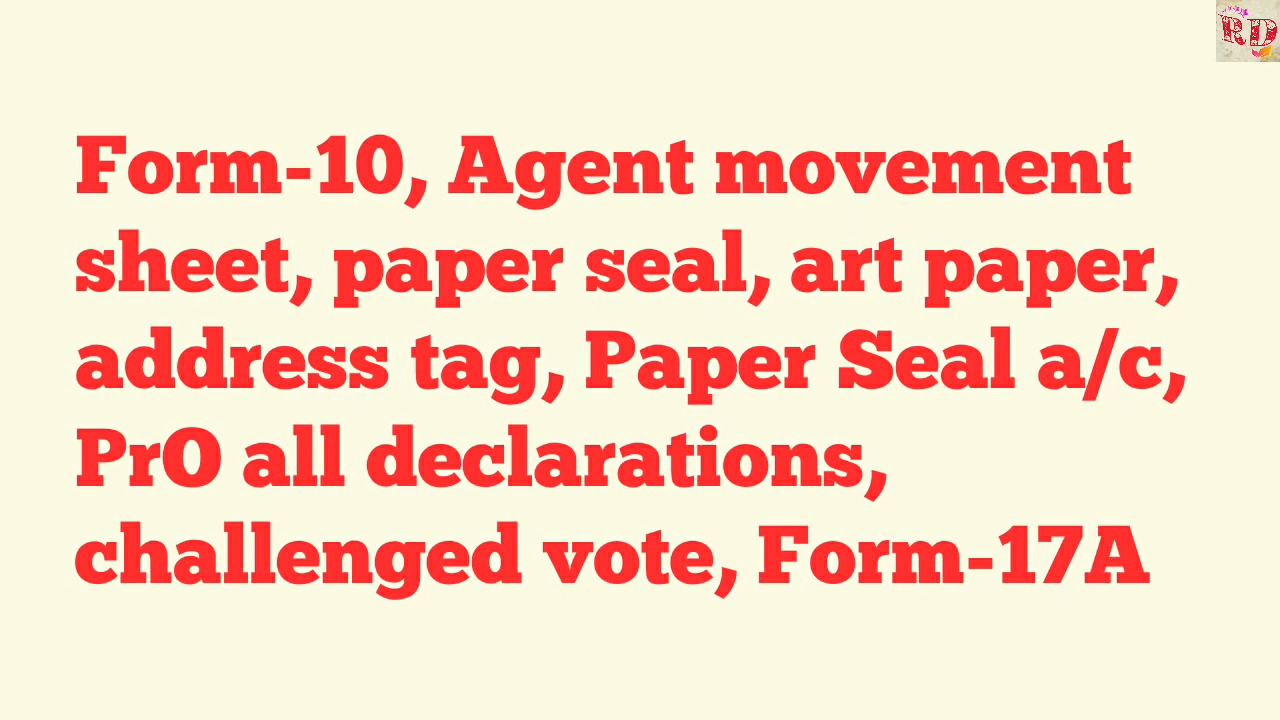 RD
Form-10, Agent movement
sheet, paper seal, art paper,
address tag, Paper Seal a/c,
PrO all declarations,
challenged vote, Form-17A